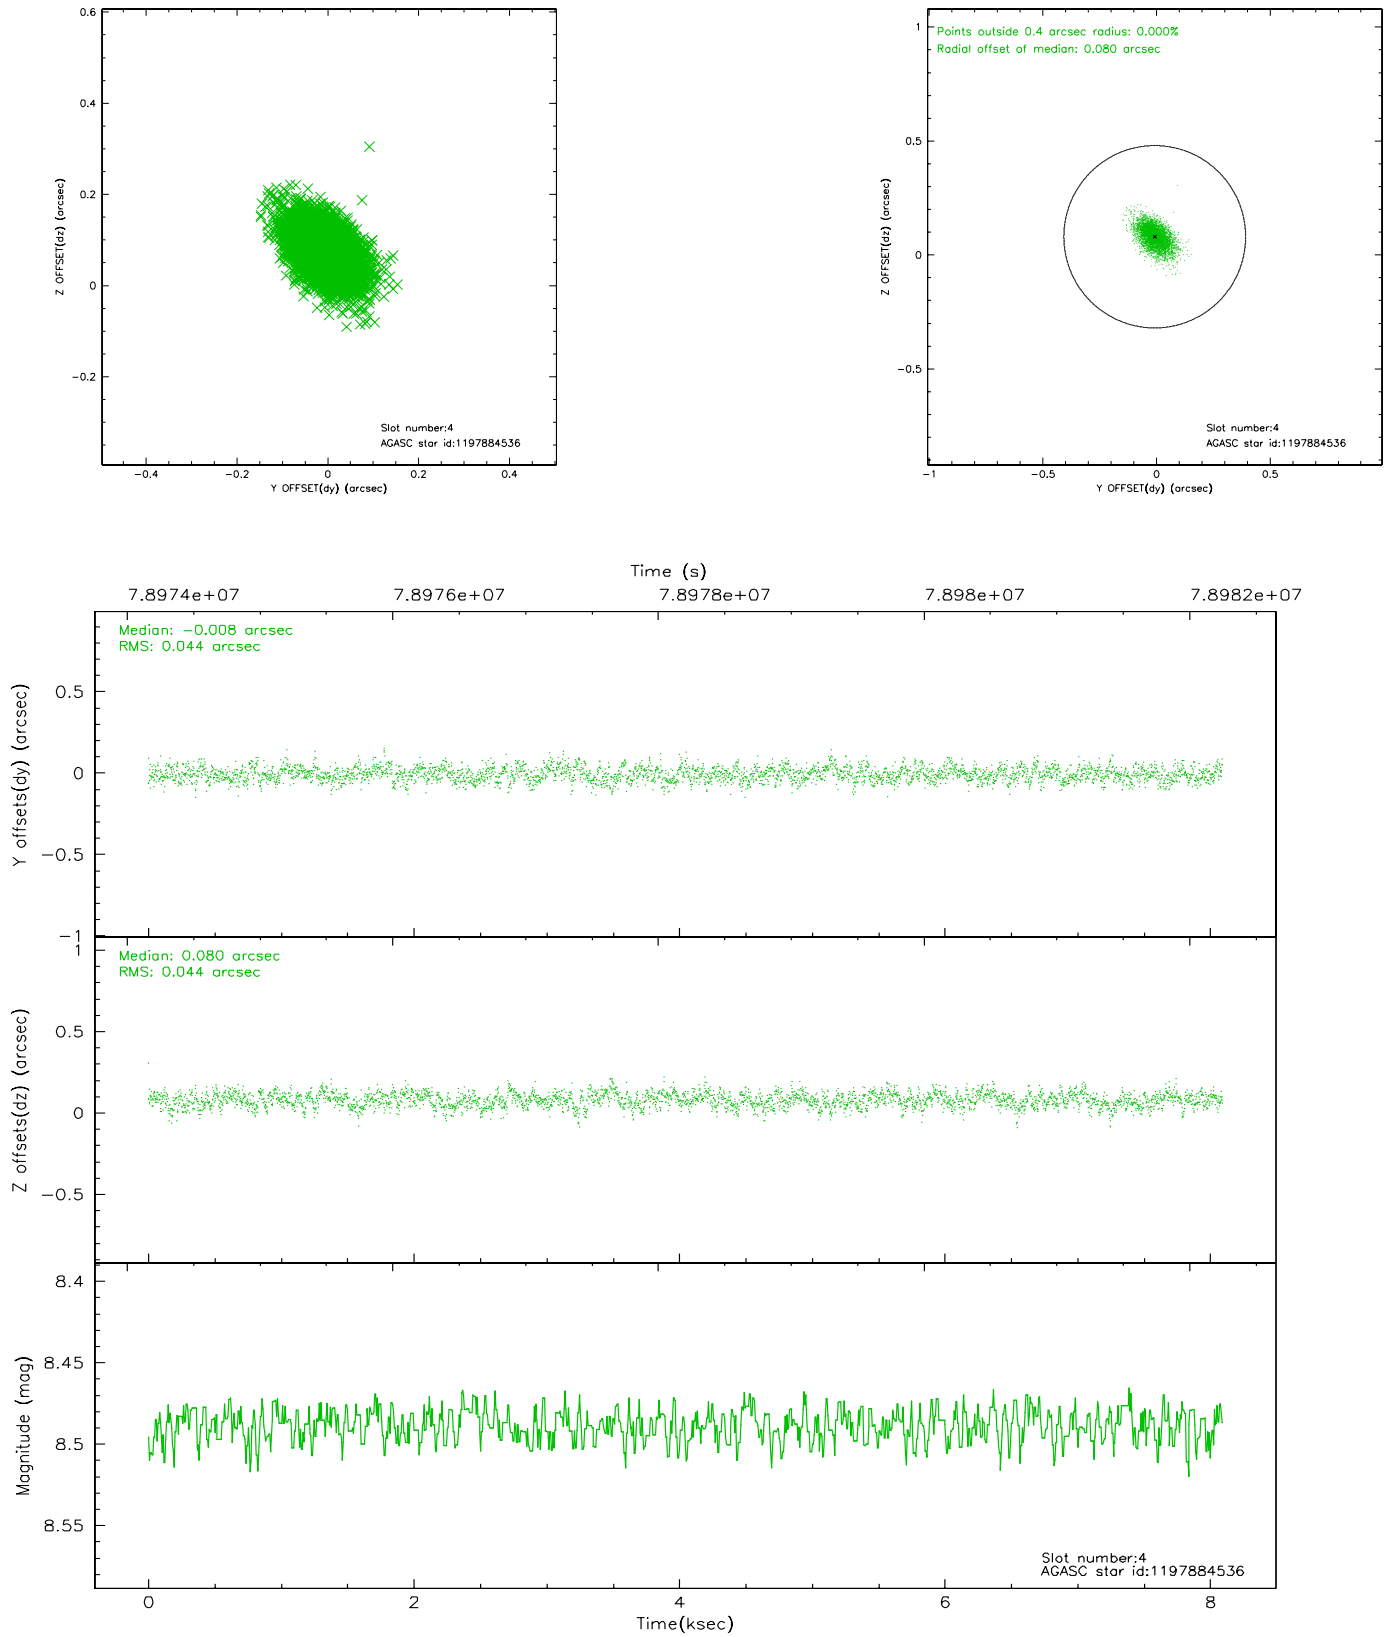 0.6
0.4
0.2
0
−0.2
Z OFFSET(dz) (arcsec)
Slot number:4
AGASC star id:1197884536
−0.4 −0.2 0 0.2 0.4
Y OFFSET(dy) (arcsec)
Points outside 0.4 arcsec radius: 0.000%
Radial offset of median: 0.080 arcsec
1
0.5
0
−0.5
Z OFFSET(dz) (arcsec)
Slot number:4
AGASC star id:1197884536
−1 −0.5 0 0.5
Y OFFSET(dy) (arcsec)
Time (s)
7.8974e+07 7.8976e+07 7.8978e+07 7.898e+07 7.8982e+07
Median: −0.008 arcsec
RMS: 0.044 arcsec
0.5
0
−0.5
−1
Y offsets(dy) (arcsec)
Median: 0.080 arcsec
RMS: 0.044 arcsec
1
0.5
0
−0.5
Z offsets(dz) (arcsec)
8.4
8.45
8.5
8.55
Magnitude (mag)
Slot number:4
AGASC star id:1197884536
0 2 4 6 8
Time(ksec)